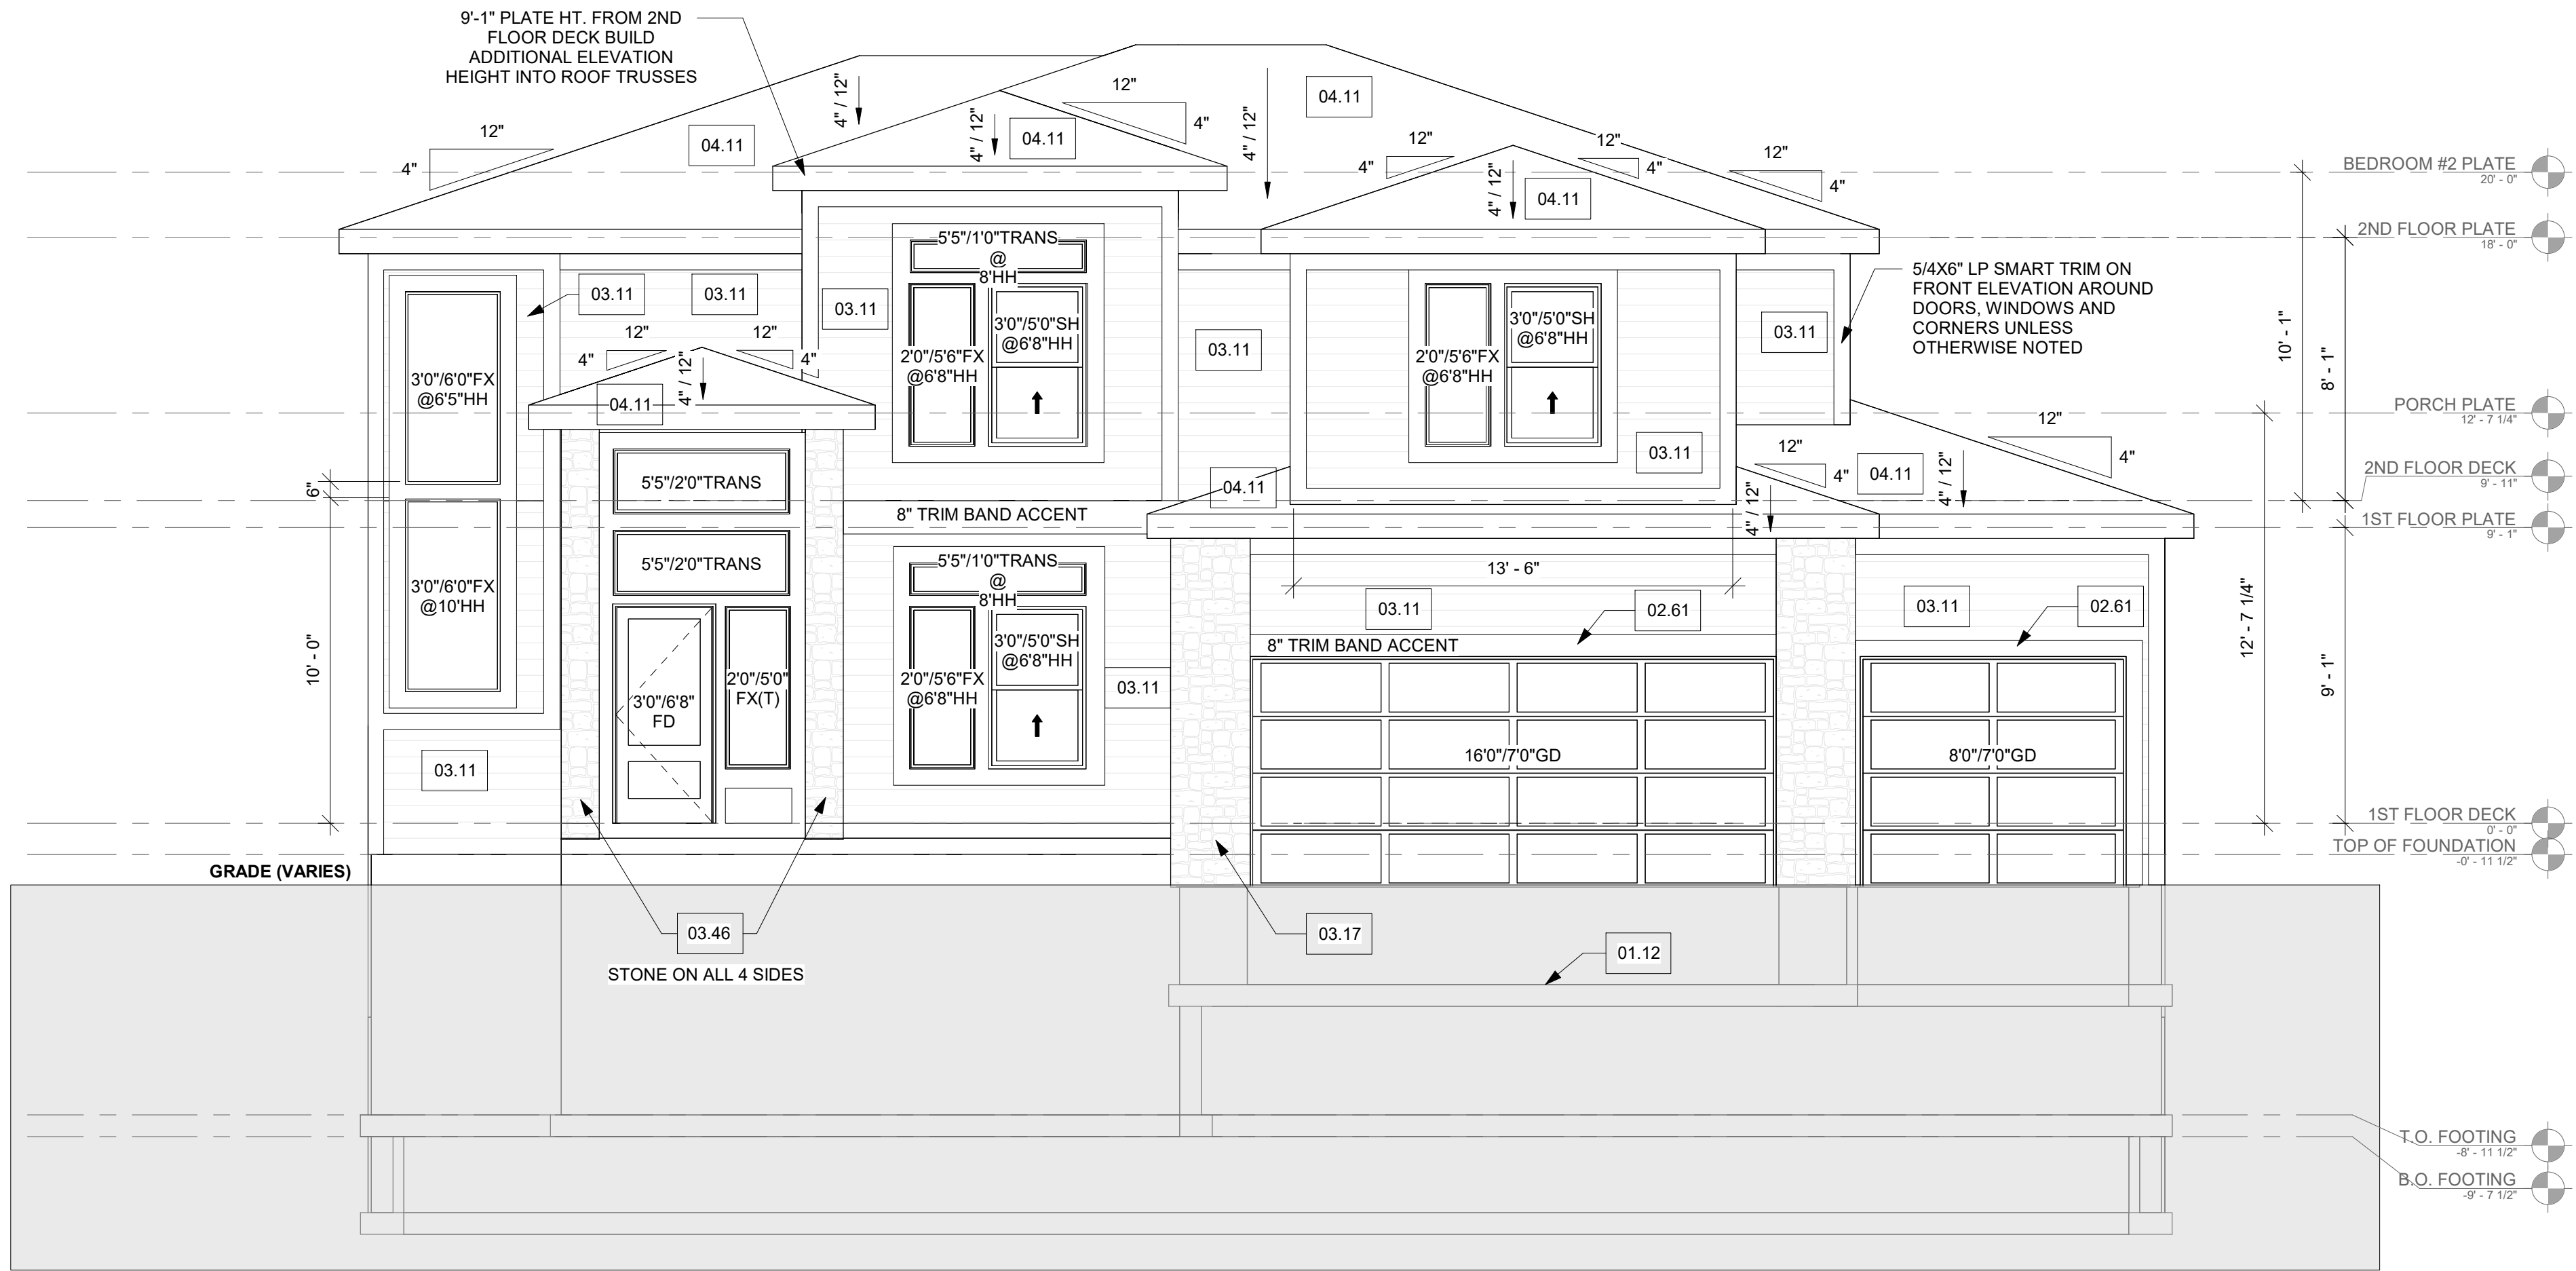 9'-1" PLATE HT. FROM 2ND
FLOOR DECK BUILD
ADDITIONAL ELEVATION
HEIGHT INTO ROOF TRUSSES
12"
4"
04.11
4" / 12"
4" / 12"
04.11
12"
4"
4" / 12"
04.11
12"
4"
4" / 12"
04.11
12"
4"
12"
4"
BEDROOM #2 PLATE
20' - 0"
2ND FLOOR PLATE
18' - 0"
5/4X6" LP SMART TRIM ON
FRONT ELEVATION AROUND
DOORS, WINDOWS AND
CORNERS UNLESS
OTHERWISE NOTED
10' - 1"
8' - 1"
PORCH PLATE
12' - 7 1/4"
2ND FLOOR DECK
9' - 11"
1ST FLOOR PLATE
9' - 1"
12' - 7 1/4"
9' - 1"
1ST FLOOR DECK
0' - 0"
TOP OF FOUNDATION
-0' - 11 1/2"
T.O. FOOTING
-8' - 11 1/2"
B.O. FOOTING
-9' - 7 1/2"
3'0"/6'0"FX
@6'5"HH
03.11
03.11
12"
4"
12"
4"
4" / 12"
04.11
03.11
5'5"/1'0"TRANS
@
8'HH
2'0"/5'6"FX
@6'8"HH
3'0"/5'0"SH
@6'8"HH
03.11
2'0"/5'6"FX
@6'8"HH
3'0"/5'0"SH
@6'8"HH
03.11
03.11
12"
4"
04.11
4" / 12"
4" / 12"
12"
4"
04.11
6"
10' - 0"
3'0"/6'0"FX
@10'HH
5'5"/2'0"TRANS
5'5"/2'0"TRANS
3'0"/6'8"
FD
2'0"/5'0"
FX(T)
03.11
8" TRIM BAND ACCENT
5'5"/1'0"TRANS
@
8'HH
2'0"/5'6"FX
@6'8"HH
3'0"/5'0"SH
@6'8"HH
03.11
13' - 6"
03.11
02.61
8" TRIM BAND ACCENT
16'0"/7'0"GD
03.11
02.61
8'0"/7'0"GD
GRADE (VARIES)
03.46
STONE ON ALL 4 SIDES
03.17
01.12